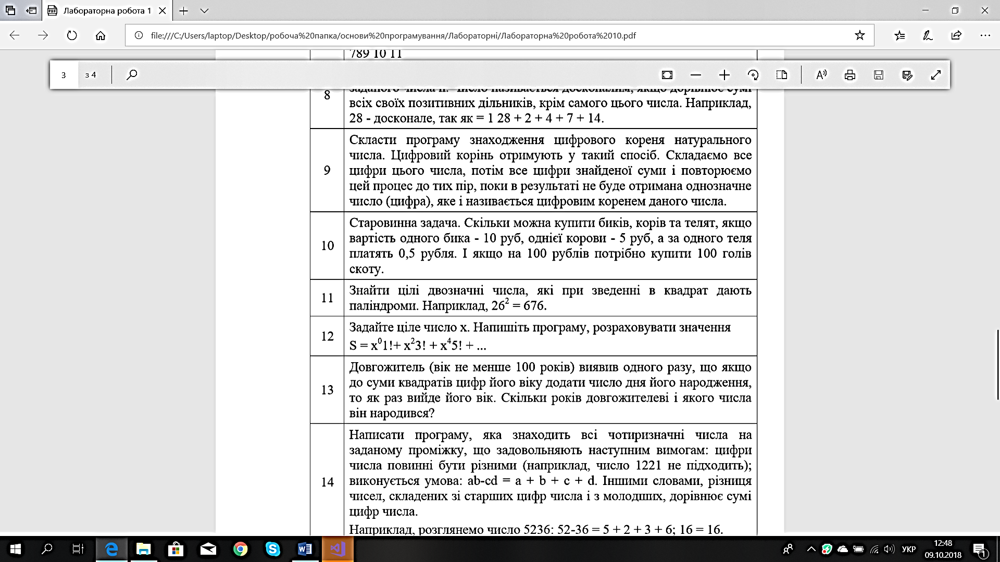 Лабораторна робота 1
file:///C:/Users/laptop/Desktop/робоча%20папка/основи%20програмування/Лабораторні/Лабораторна%20робота%2010.pdf
789 10 11
3 з 4
8
заданого числа n. Число називається досконалим, якщо дорівнює сумі
всіх своїх позитивних дільників, крім самого цього числа. Наприклад,
28 - досконале, так як = 1 28 + 2 + 4 + 7 + 14.
9
Скласти програму знаходження цифрового кореня натурального
числа. Цифровий корінь отримують у такий спосіб. Складаємо все
цифри цього числа, потім все цифри знайденої суми і повторюємо
цей процес до тих пір, поки в результаті не буде отримана однозначне
число (цифра), яке і називається цифровим коренем даного числа.
10
Старовинна задача. Скільки можна купити биків, корів та телят, якщо
вартість одного бика - 10 руб, однієї корови - 5 руб, а за одного теля
платять 0,5 рубля. І якщо на 100 рублів потрібно купити 100 голів
скоту.
11
Знайти цілі двозначні числа, які при зведенні в квадрат дають
паліндроми. Наприклад, 26² = 676.
12
Задайте ціле число x. Напишіть програму, розраховувати значення
S = x⁰1!+ x²3! + x⁴5! + ...
13
Довгожитель (вік не менше 100 років) виявив одного разу, що якщо
до суми квадратів цифр його віку додати число дня його народження,
то як раз вийде його вік. Скільки років довгожителеві і якого числа
він народився?
14
Написати програму, яка знаходить всі чотиризначні числа на
заданому проміжку, що задовольняють наступним вимогам: цифри
числа повинні бути різними (наприклад, число 1221 не підходить);
виконується умова: ab-cd = a + b + c + d. Іншими словами, різниця
чисел, складених зі старших цифр числа і з молодших, дорівнює сумі
цифр числа.
Наприклад, розглянемо число 5236: 52-36 = 5 + 2 + 3 + 6; 16 = 16.
УКР
12:48
09.10.2018
1